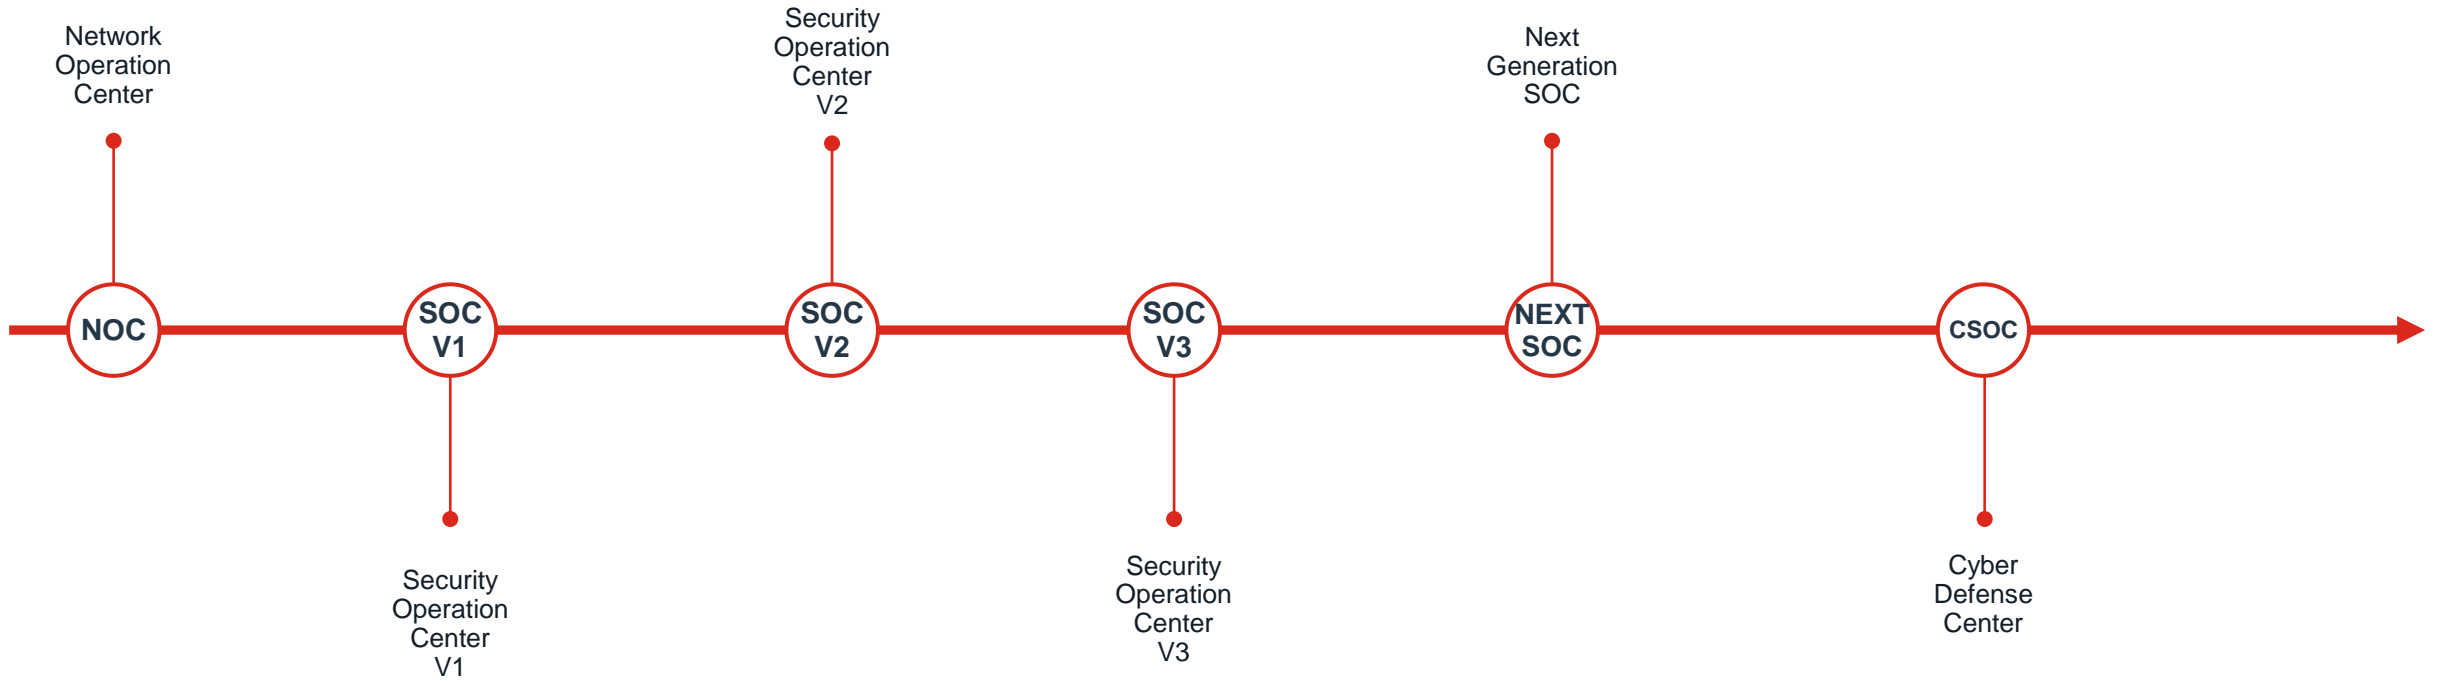 Network
Operation
Center
Security
Operation
Center
V2
Next
Generation
SOC
NOC
SOC
V1
SOC
V2
SOC
V3
NEXT
SOC
CSOC
Security
Operation
Center
V1
Security
Operation
Center
V3
Cyber
Defense
Center